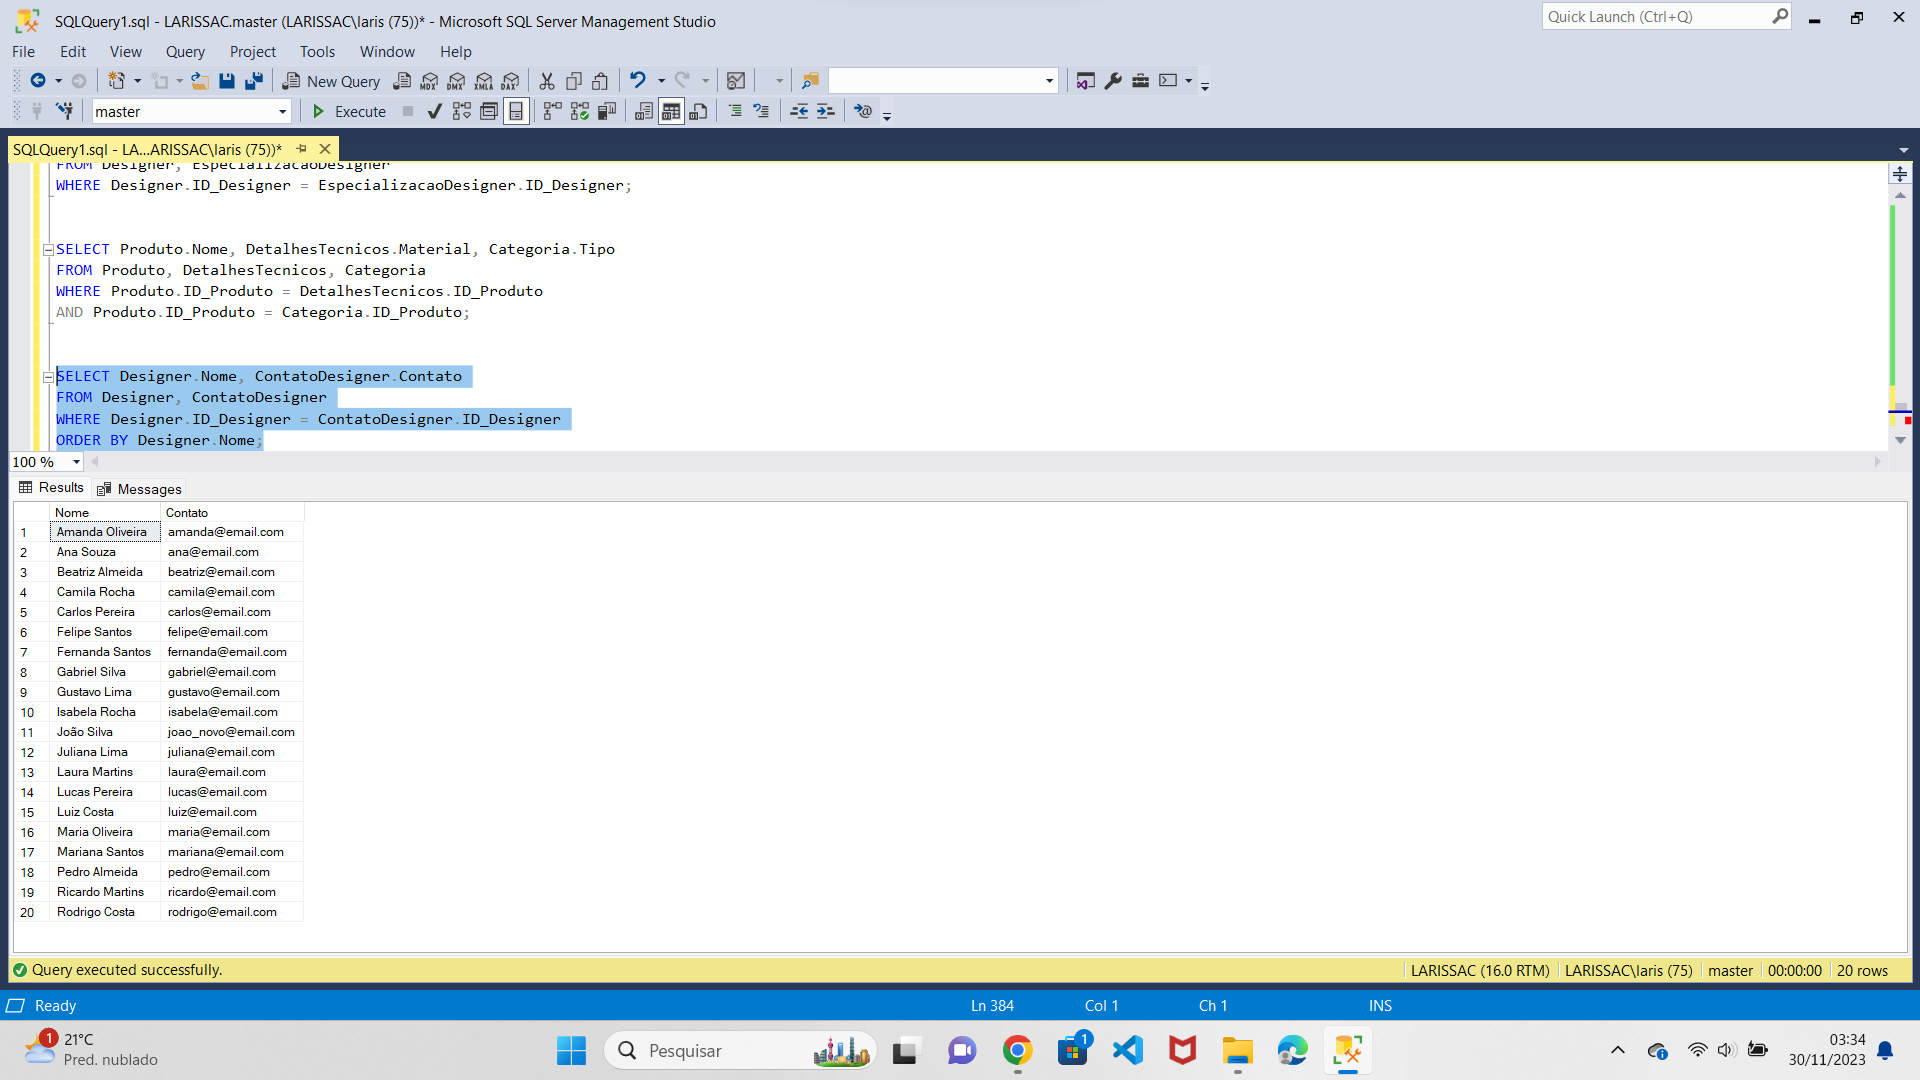 SQLQuery1.sql - LARISSAC.master (LARISSAC\laris (75))* - Microsoft SQL Server Management Studio
Quick Launch (Ctrl+Q)
File Edit View Query Project Tools Window Help
New Query MDX DMX XMLA DAX
master Execute
SQLQuery1.sql - LA...ARISSAC\laris (75))*
FROM Designer, EspecializacaoDesigner
WHERE Designer.ID_Designer = EspecializacaoDesigner.ID_Designer;
SELECT Produto.Nome, DetalhesTecnicos.Material, Categoria.Tipo
FROM Produto, DetalhesTecnicos, Categoria
WHERE Produto.ID_Produto = DetalhesTecnicos.ID_Produto
AND Produto.ID_Produto = Categoria.ID_Produto;
SELECT Designer.Nome, ContatoDesigner.Contato
FROM Designer, ContatoDesigner
WHERE Designer.ID_Designer = ContatoDesigner.ID_Designer
ORDER BY Designer.Nome;
100 %
Results Messages
Nome Contato
1 Amanda Oliveira amanda@email.com
2 Ana Souza ana@email.com
3 Beatriz Almeida beatriz@email.com
4 Camila Rocha camila@email.com
5 Carlos Pereira carlos@email.com
6 Felipe Santos felipe@email.com
7 Fernanda Santos fernanda@email.com
8 Gabriel Silva gabriel@email.com
9 Gustavo Lima gustavo@email.com
10 Isabela Rocha isabela@email.com
11 João Silva joao_novo@email.com
12 Juliana Lima juliana@email.com
13 Laura Martins laura@email.com
14 Lucas Pereira lucas@email.com
15 Luiz Costa luiz@email.com
16 Maria Oliveira maria@email.com
17 Mariana Santos mariana@email.com
18 Pedro Almeida pedro@email.com
19 Ricardo Martins ricardo@email.com
20 Rodrigo Costa rodrigo@email.com
Query executed successfully. LARISSAC (16.0 RTM) LARISSAC\laris (75) master 00:00:00 20 rows
Ready Ln 384 Col 1 Ch 1 INS
1 21°C
Pred. nublado
Pesquisar
1
03:34
30/11/2023